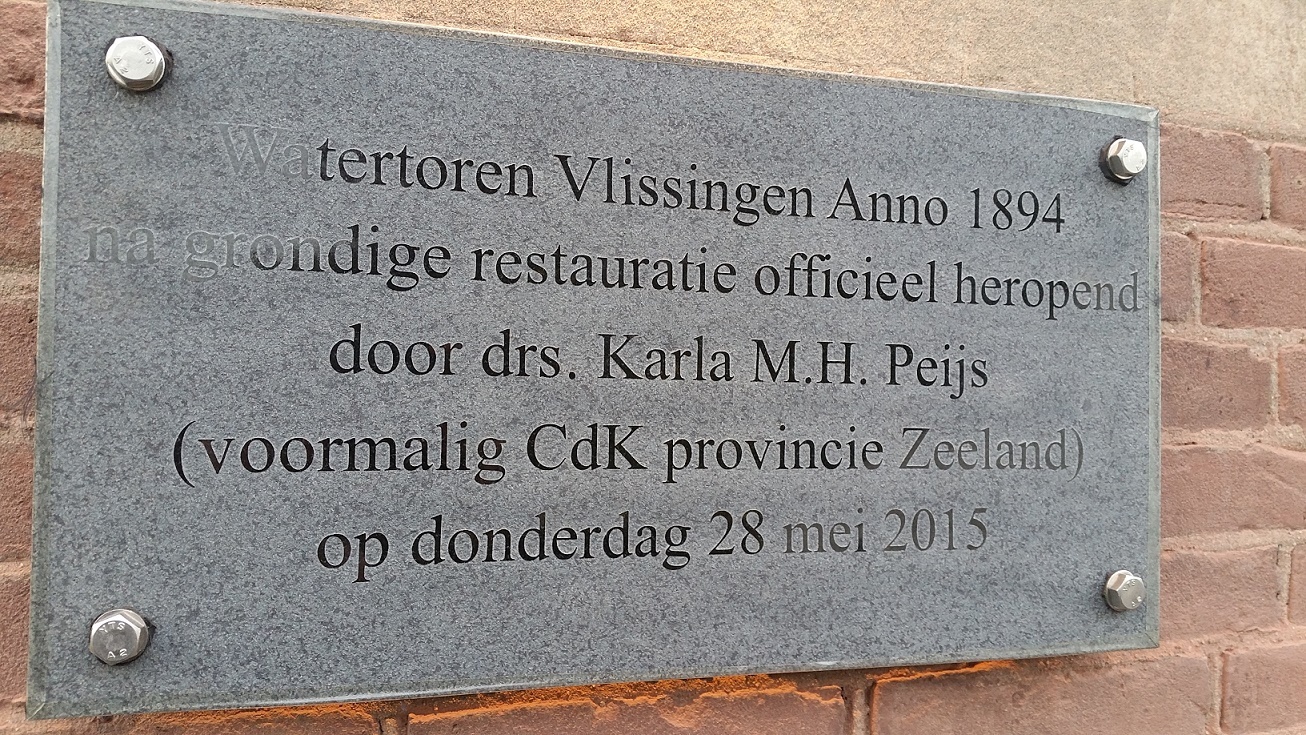 Watertoren Vlissingen Anno 1894
na grondige restauratie officieel heropend
door drs. Karla M.H. Peijs
(voormalig CdK provincie Zeeland)
op donderdag 28 mei 2015